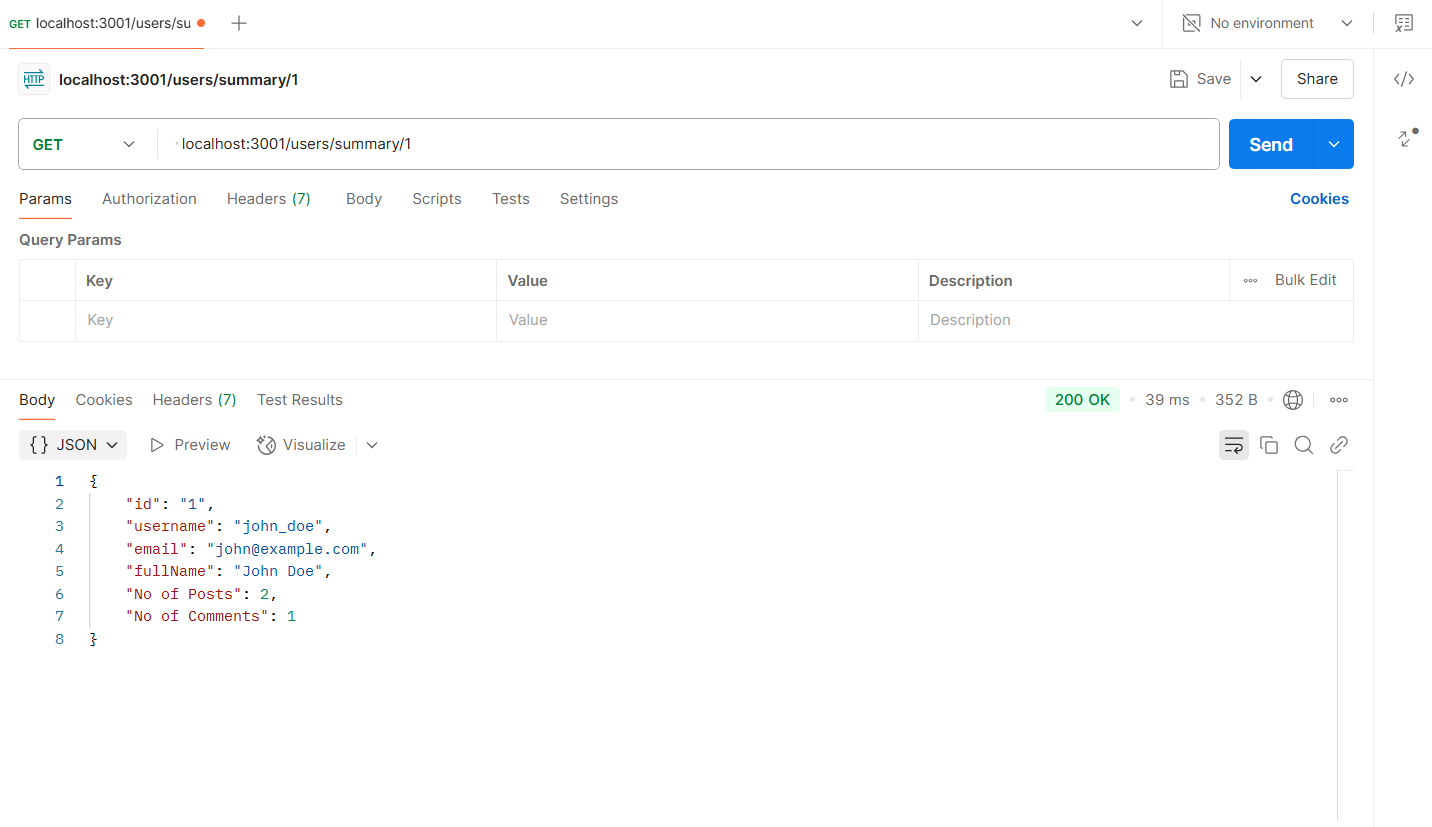 GET localhost:3001/users/su
No environment
HTTP localhost:3001/users/summary/1
Save
Share
GET
localhost:3001/users/summary/1
Send
Params Authorization Headers (7) Body Scripts Tests Settings Cookies
Query Params
Key Value Description Bulk Edit
Key Value Description
Body Cookies Headers (7) Test Results 200 OK 39 ms 352 B
{} JSON Preview Visualize
1 {
2 "id": "1",
3 "username": "john_doe",
4 "email": "john@example.com",
5 "fullName": "John Doe",
6 "No of Posts": 2,
7 "No of Comments": 1
8 }